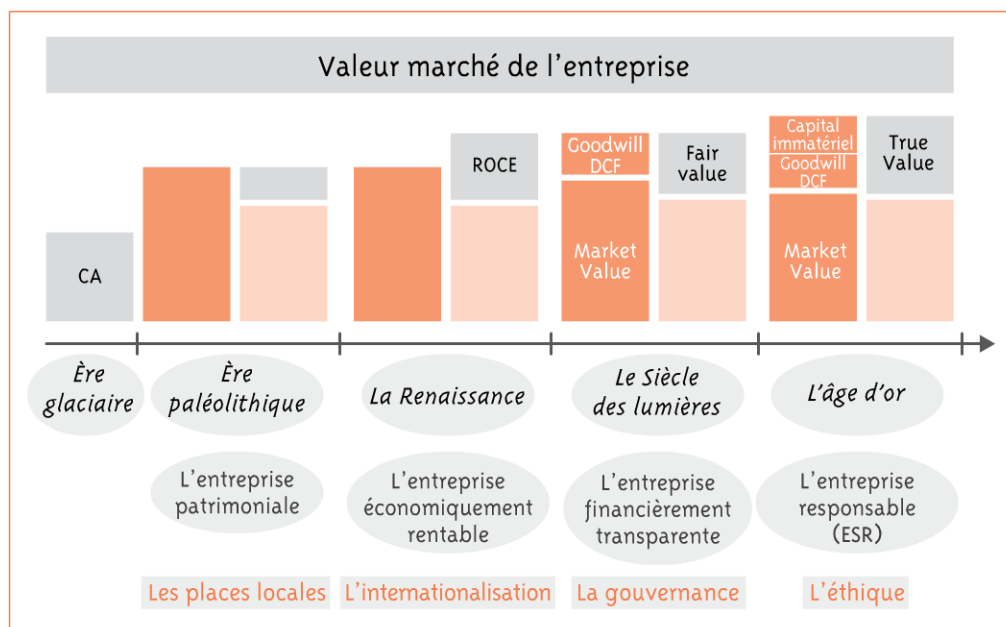 Valeur marché de l'entreprise
CA
ROCE
Goodwill
DCF
Market
Value
Fair
value
Capital
immatériel
Goodwill
DCF
Market
Value
True
Value
Ère
glaciaire
Ère
paléolithique
La Renaissance
Le Siècle
des lumières
L'âge d'or
L'entreprise
patrimoniale
L'entreprise
économiquement
rentable
L'entreprise
financièrement
transparente
L'entreprise
responsable
(ESR)
Les places locales
L'internationalisation
La gouvernance
L'éthique